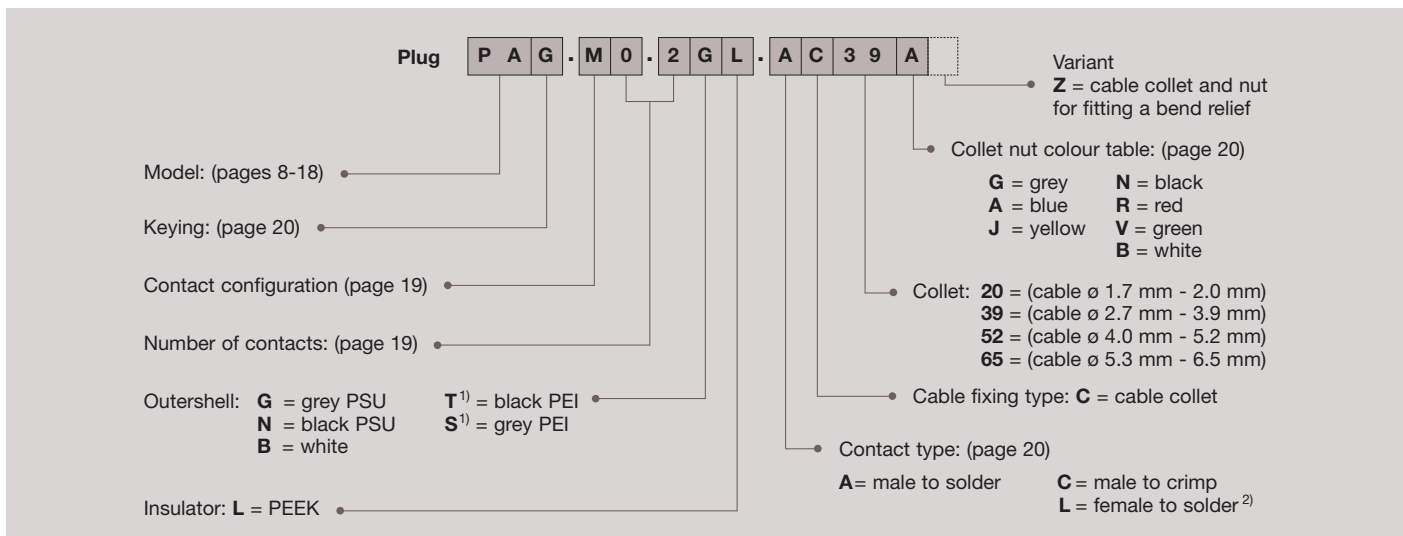 Plug PAG.M0.2GL.AC39A
Variant
Z = cable collet and nut
for fitting a bend relief
Collet nut colour table: (page 20)
G = grey N = black
A = blue R = red
J = yellow V = green
B = white
Model: (pages 8-18)
Keying: (page 20)
Contact configuration (page 19)
Collet: 20 = (cable ø 1.7 mm - 2.0 mm)
39 = (cable ø 2.7 mm - 3.9 mm)
52 = (cable ø 4.0 mm - 5.2 mm)
65 = (cable ø 5.3 mm - 6.5 mm)
Number of contacts: (page 19)
Outershell: G = grey PSU T1) = black PEI
N = black PSU S1) = grey PEI
B = white
Cable fixing type: C = cable collet
Contact type: (page 20)
A= male to solder C = male to crimp
L = female to solder 2)
Insulator: L = PEEK